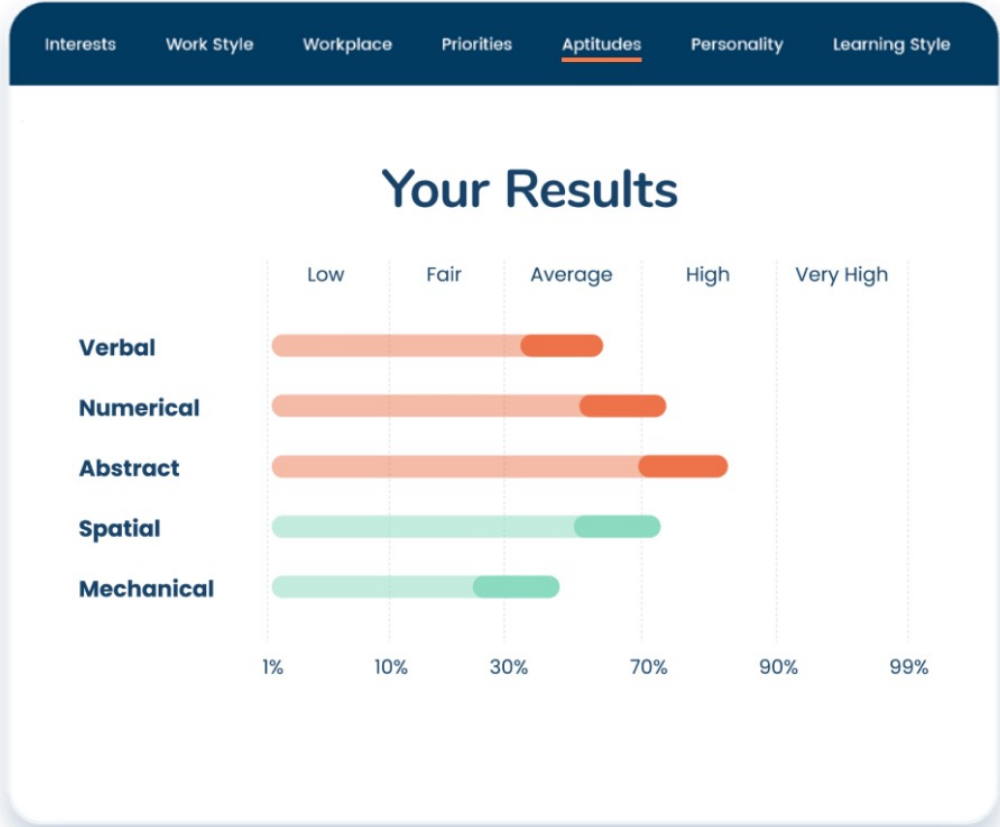 Interests Work Style Workplace Priorities Aptitudes Personality Learning Style
Your Results
Low Fair Average High Very High
Verbal
Numerical
Abstract
Spatial
Mechanical
1% 10% 30% 70% 90% 99%